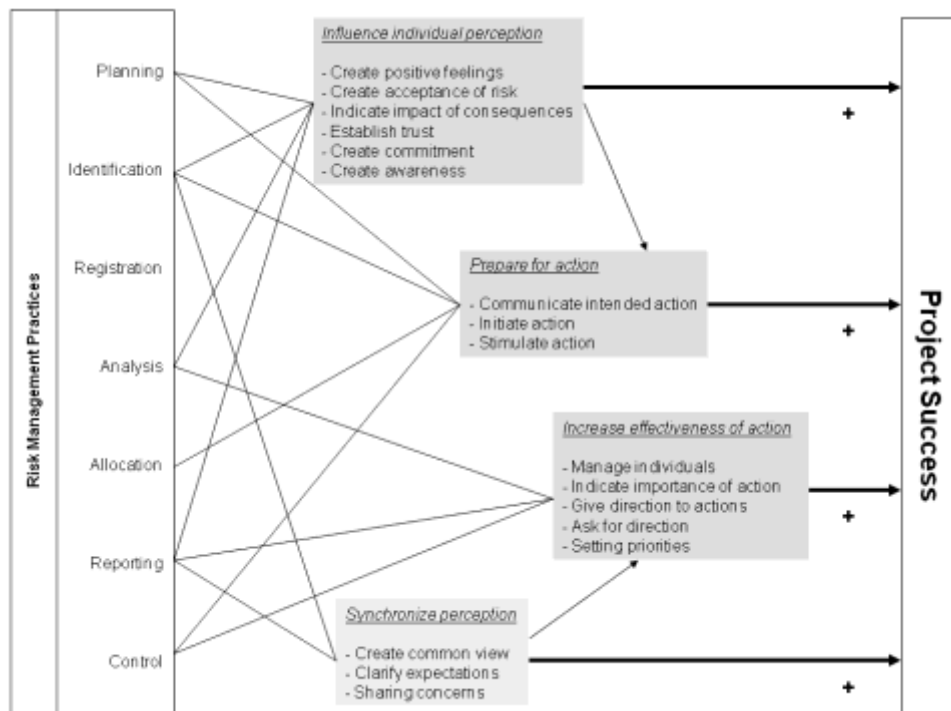 Risk Management Practices
Planning
Identification
Registration
Analysis
Allocation
Reporting
Control
Influence individual perception
- Create positive feelings
- Create acceptance of risk
- Indicate impact of consequences
- Establish trust
- Create commitment
- Create awareness
+
Prepare for action
- Communicate intended action
- Initiate action
- Stimulate action
+
Increase effectiveness of action
- Manage individuals
- Indicate importance of action
- Give direction to actions
- Ask for direction
- Setting priorities
+
Synchronize perception
- Create common view
- Clarify expectations
- Sharing concerns
+
Project Success